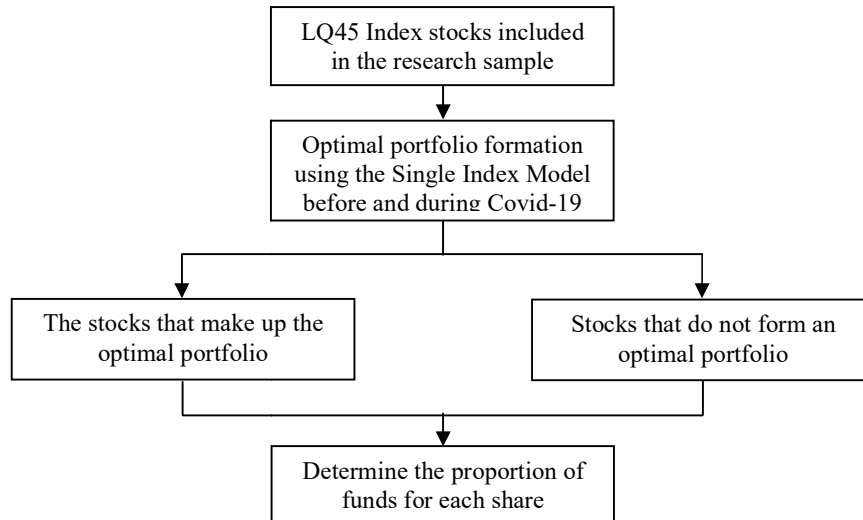 LQ45 Index stocks included
in the research sample
Optimal portfolio formation
using the Single Index Model
before and during Covid-19
The stocks that make up the
optimal portfolio
Stocks that do not form an
optimal portfolio
Determine the proportion of
funds for each share